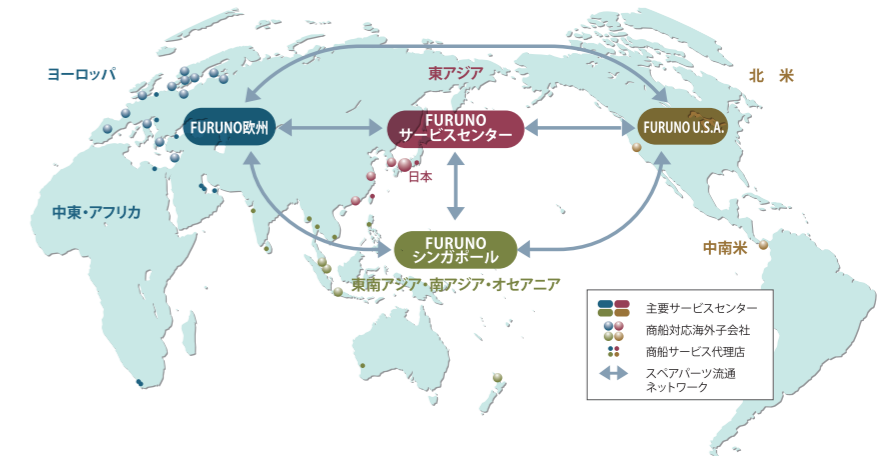 ヨーロッパ
東アジア
北　米
FURUNO欧州
FURUNO
サービスセンター
FURUNO U.S.A.
日本
中東・アフリカ
FURUNO
シンガポール
中南米
東南アジア・南アジア・オセアニア
主要サービスセンター
商船対応海外子会社
商船サービス代理店
スペアパーツ流通
ネットワーク